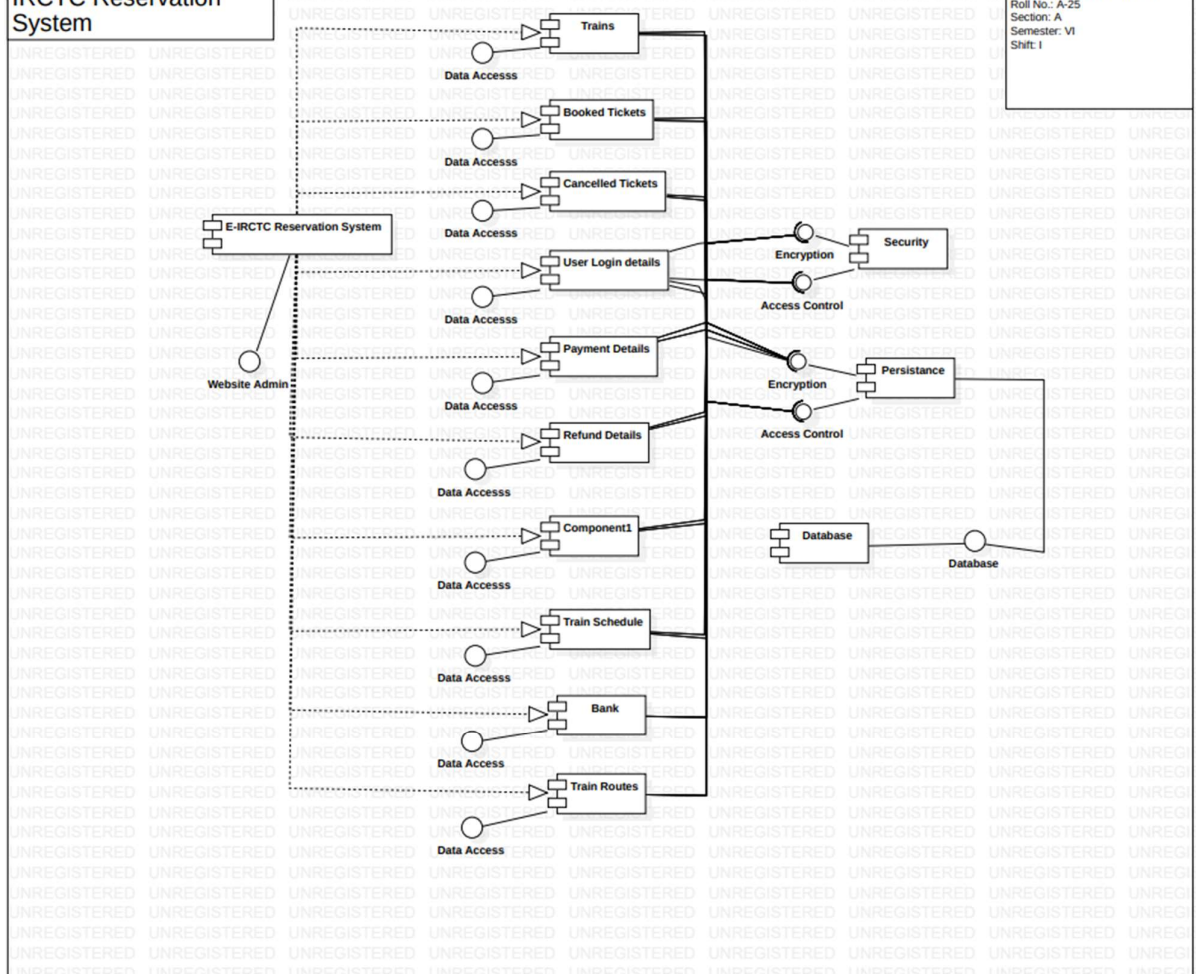 IRCTC Reservation
System
Roll No.: A-25
Section: A
Semester: VI
Shift: I
Trains
Data Accesss
Booked Tickets
Data Accesss
Cancelled Tickets
Data Accesss
E-IRCTC Reservation System
Website Admin
User Login details
Data Accesss
Encryption
Security
Access Control
Payment Details
Data Accesss
Encryption
Persistance
Access Control
Refund Details
Data Accesss
Component1
Data Accesss
Database
Database
Train Schedule
Data Accesss
Bank
Data Access
Train Routes
Data Access
UNREGISTERED